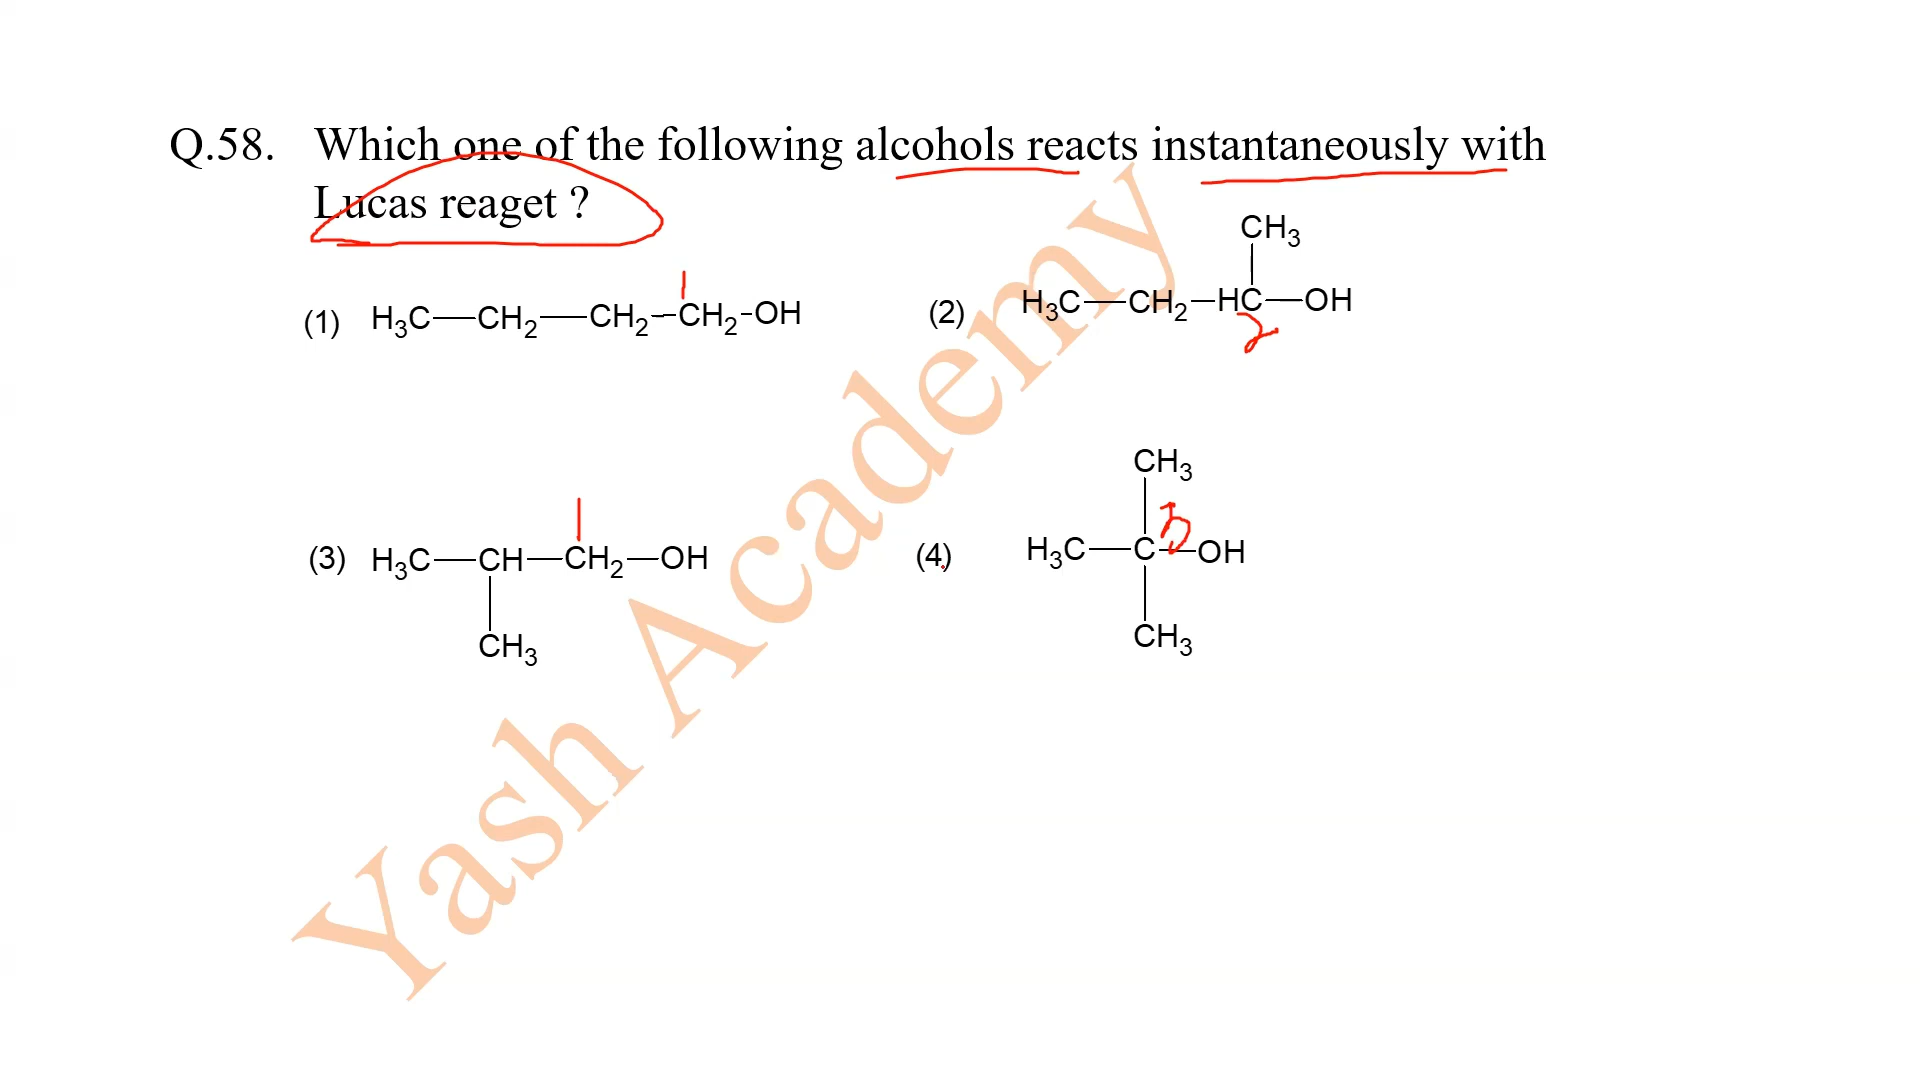 Q.58. Which one of the following alcohols reacts instantaneously with
Lucas reaget ?
(1) H₃C—CH₂—CH₂—CH₂-OH
(2) H₃C—CH₂—HC—OH
CH₃
2
1
(3) H₃C—CH—CH₂—OH
CH₃
1
(4) H₃C—C—OH
CH₃
CH₃
3
Yash Academy